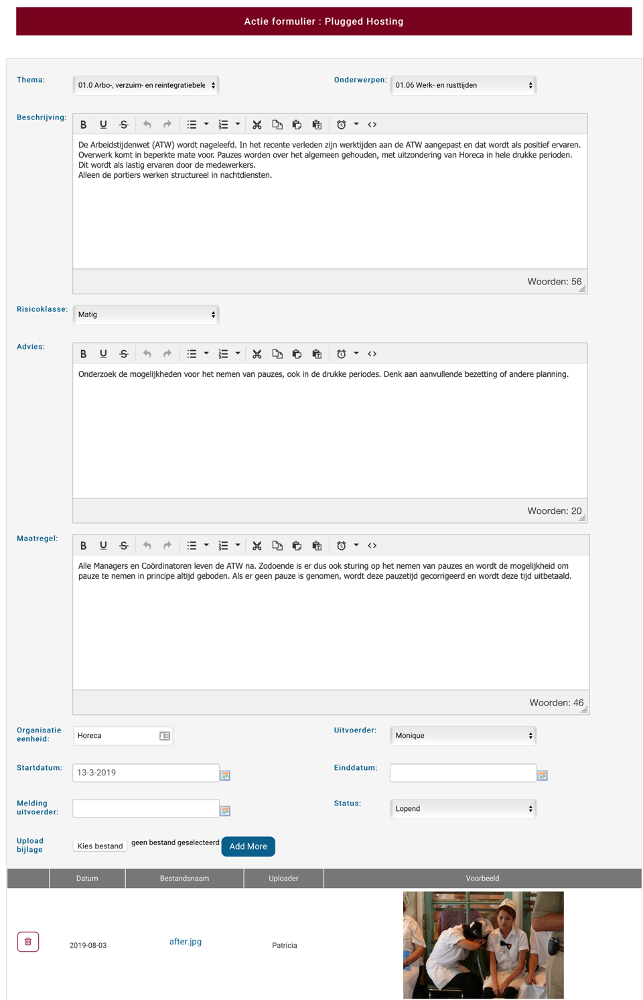 Actie formulier : Plugged Hosting
Thema:
01.0 Arbo-, verzuim- en reintegratiebele
Onderwerpen:
01.06 Werk- en rusttijden
Beschrijving:
De Arbeidstijdenwet (ATW) wordt nageleefd. In het recente verleden zijn werktijden aan de ATW aangepast en dat wordt als positief ervaren.
Overwerk komt in beperkte mate voor. Pauzes worden over het algemeen gehouden, met uitzondering van Horeca in hele drukke perioden.
Dit wordt als lastig ervaren door de medewerkers.
Alleen de portiers werken structureel in nachtdiensten.
Woorden: 56
Risicoklasse:
Matig
Advies:
Onderzoek de mogelijkheden voor het nemen van pauzes, ook in de drukke periodes. Denk aan aanvullende bezetting of andere planning.
Woorden: 20
Maatregel:
Alle Managers en Coördinatoren leven de ATW na. Zodoende is er dus ook sturing op het nemen van pauzes en wordt de mogelijkheid om
pauze te nemen in principe altijd geboden. Als er geen pauze is genomen, wordt deze pauzetijd gecorrigeerd en wordt deze tijd uitbetaald.
Woorden: 46
Organisatie
eenheid:
Horeca
Uitvoerder:
Monique
Startdatum:
13-3-2019
Einddatum:
Melding
uitvoerder:
Status:
Lopend
Upload
bijlage
Kies bestand
geen bestand geselecteerd
Add More
Datum
Bestandsnaam
Uploader
Voorbeeld
2019-08-03
after.jpg
Patricia